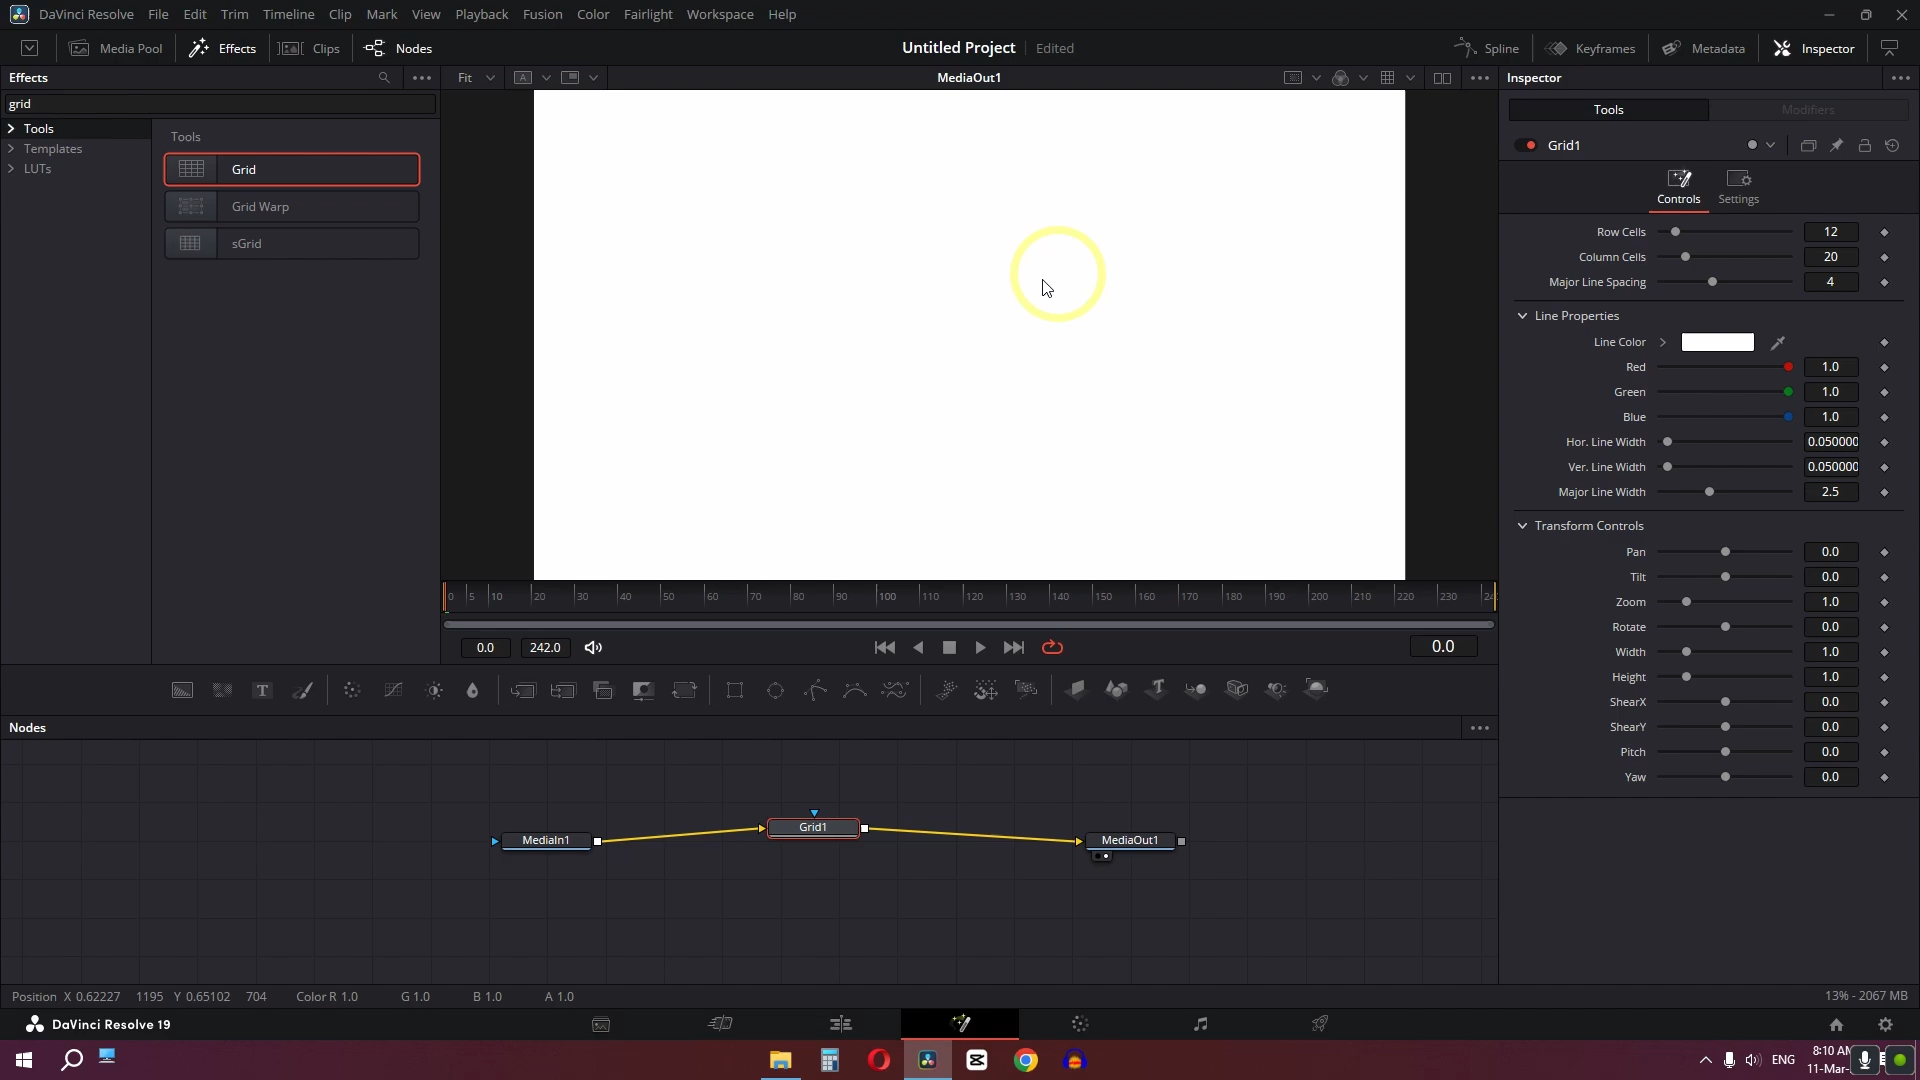 DaVinci Resolve File Edit Trim Timeline Clip Mark View Playback Fusion Color Fairlight Workspace Help
Media Pool Effects Clips Nodes Untitled Project Edited Spline Keyframes Metadata Inspector
Effects Fit A MediaOut1 Inspector
grid
Tools Modifiers
Tools
Templates
LUTs
Tools
Grid
Grid Warp
sGrid
Grid1
Controls Settings
Row Cells 12
Column Cells 20
Major Line Spacing 4
Line Properties
Line Color
Red 1.0
Green 1.0
Blue 1.0
Hor. Line Width 0.050000
Ver. Line Width 0.050000
Major Line Width 2.5
Transform Controls
Pan 0.0
Tilt 0.0
Zoom 1.0
Rotate 0.0
Width 1.0
Height 1.0
ShearX 0.0
ShearY 0.0
Pitch 0.0
Yaw 0.0
0 5 10 20 30 40 50 60 70 80 90 100 110 120 130 140 150 160 170 180 190 200 210 220 230
0.0 242.0 0.0
T
Nodes
MediaIn1 Grid1 MediaOut1
Position X 0.62227 1195 Y 0.65102 704 Color R 1.0 G 1.0 B 1.0 A 1.0 13% - 2067 MB
DaVinci Resolve 19
ENG
8:10
11-Mar-